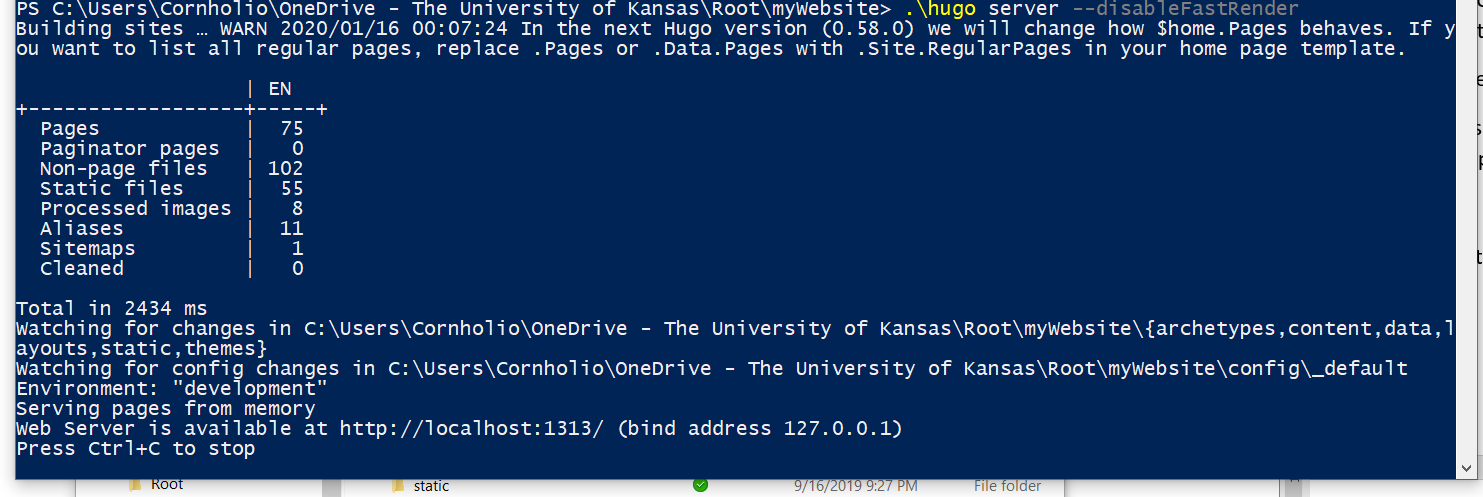 PS C:\Users\Cornholio\OneDrive - The University of Kansas\Root\myWebsite> .\hugo server --disableFastRender
Building sites … WARN 2020/01/16 00:07:24 In the next Hugo version (0.58.0) we will change how $home.Pages behaves. If y
ou want to list all regular pages, replace .Pages or .Data.Pages with .Site.RegularPages in your home page template.
                   | EN
+------------------+-----+
  Pages            |  75
  Paginator pages  |   0
  Non-page files   | 102
  Static files     |  55
  Processed images |   8
  Aliases          |  11
  Sitemaps         |   1
  Cleaned          |   0
Total in 2434 ms
Watching for changes in C:\Users\Cornholio\OneDrive - The University of Kansas\Root\myWebsite\{archetypes,content,data,l
ayouts,static,themes}
Watching for config changes in C:\Users\Cornholio\OneDrive - The University of Kansas\Root\myWebsite\config\_default
Environment: "development"
Serving pages from memory
Web Server is available at http://localhost:1313/ (bind address 127.0.0.1)
Press Ctrl+C to stop
Root static 9/16/2019 9:27 PM File folder